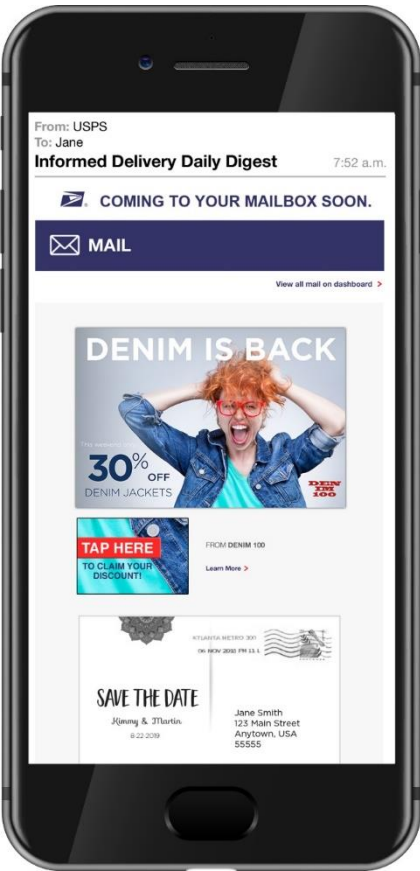 From: USPS
To: Jane
Informed Delivery Daily Digest 7:52 a.m.
COMING TO YOUR MAILBOX SOON.
MAIL
View all mail on dashboard >
DENIM IS BACK
30% OFF
DENIM JACKETS
DEN
IM
100
TAP HERE
TO CLAIM YOUR
DISCOUNT!
FROM DENIM 100
Learn More >
ATLANTA METRO 301
06 NOV 2018 PM 11 L
SAVE THE DATE
Kimmy & Martin
8-22-2019
Jane Smith
123 Main Street
Anytown, USA
55555